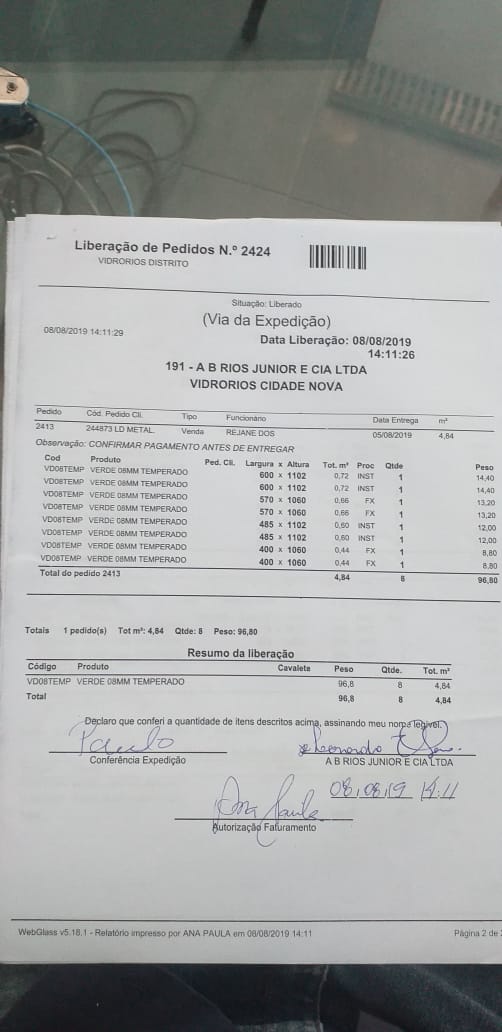 Liberação de Pedidos N.º 2424
VIDRORIOS DISTRITO
Situação: Liberado
(Via da Expedição)
08/08/2019 14:11:29
Data Liberação: 08/08/2019
14:11:26
191 - A B RIOS JUNIOR E CIA LTDA
VIDRORIOS CIDADE NOVA
Pedido Cód. Pedido Cli. Tipo Funcionário Data Entrega m²
2413 244873 LD METAL. Venda REJANE DOS 05/08/2019 4,84
Observação: CONFIRMAR PAGAMENTO ANTES DE ENTREGAR
Cod Produto Ped. Cli. Largura x Altura Tot. m² Proc Qtde Peso
VD08TEMP VERDE 08MM TEMPERADO 600 x 1102 0,72 INST 1 14,40
VD08TEMP VERDE 08MM TEMPERADO 600 x 1102 0,72 INST 1 14,40
VD08TEMP VERDE 08MM TEMPERADO 570 x 1060 0,66 FX 1 13,20
VD08TEMP VERDE 08MM TEMPERADO 570 x 1060 0,66 FX 1 13,20
VD08TEMP VERDE 08MM TEMPERADO 485 x 1102 0,60 INST 1 12,00
VD08TEMP VERDE 08MM TEMPERADO 485 x 1102 0,60 INST 1 12,00
VD08TEMP VERDE 08MM TEMPERADO 400 x 1060 0,44 FX 1 8,80
VD08TEMP VERDE 08MM TEMPERADO 400 x 1060 0,44 FX 1 8,80
Total do pedido 2413 4,84 8 96,80
Totais 1 pedido(s) Tot m²: 4,84 Qtde: 8 Peso: 96,80
Resumo da liberação
Código Produto Cavalete Peso Qtde. Tot. m²
VD08TEMP VERDE 08MM TEMPERADO 96,8 8 4,84
Total 96,8 8 4,84
Declaro que conferi a quantidade de itens descritos acima, assinando meu nome legível.
Paulo Leonardo
Conferência Expedição A B RIOS JUNIOR E CIA LTDA
08/08/19 14:11
Ana Paula
Autorização Faturamento
WebGlass v5.18.1 - Relatório impresso por ANA PAULA em 08/08/2019 14:11 Página 2 de